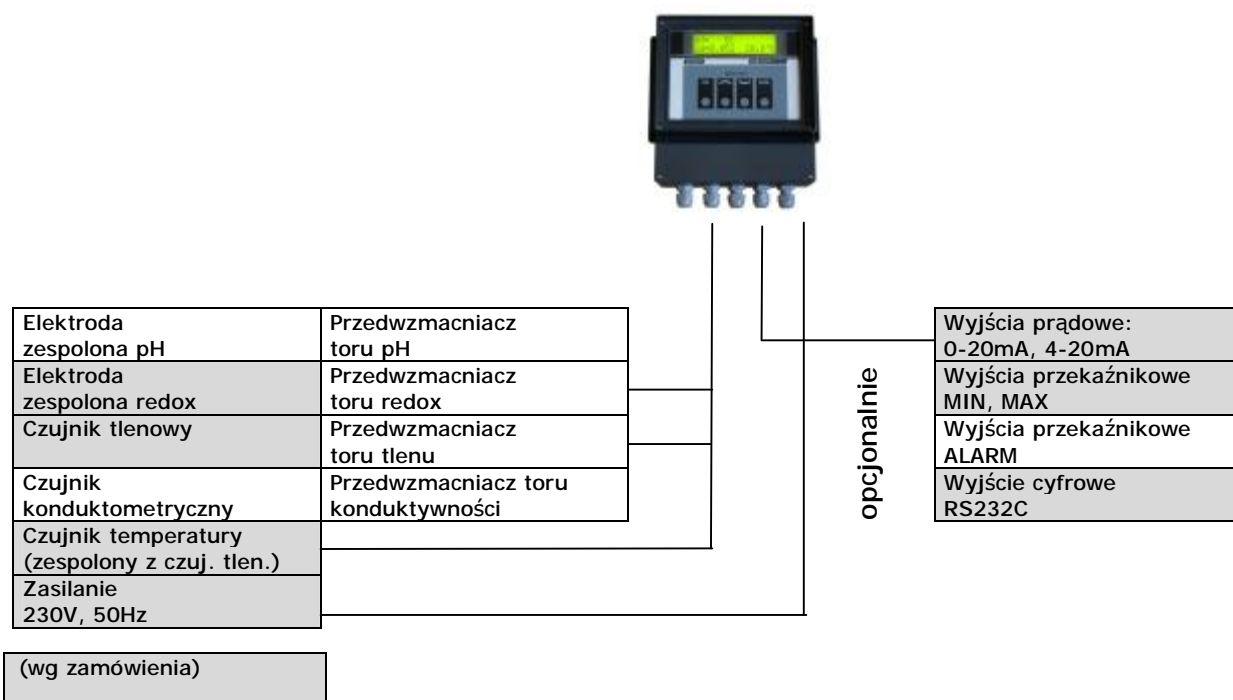 Elektroda
zespolona pH
Przedwzmacniacz
toru pH
Elektroda
zespolona redox
Przedwzmacniacz
toru redox
Czujnik tlenowy
Przedwzmacniacz
toru tlenu
Czujnik
konduktometryczny
Przedwzmacniacz toru
konduktywności
Czujnik temperatury
(zespolony z czuj. tlen.)
Zasilanie
230V, 50Hz
(wg zamówienia)
opcjonalnie
Wyjścia prądowe:
0-20mA, 4-20mA
Wyjścia przekaźnikowe
MIN, MAX
Wyjścia przekaźnikowe
ALARM
Wyjście cyfrowe
RS232C